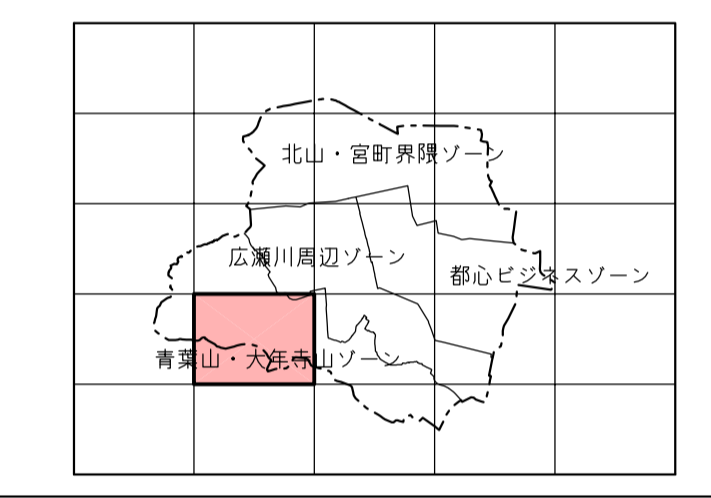 北山・宮町界隈ゾーン
広瀬川周辺ゾーン
都心ビジネスゾーン
青葉山・大年寺山ゾーン